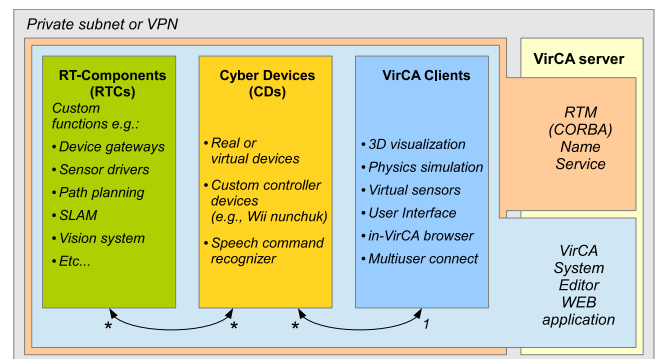 Private subnet or VPN
RT-Components
(RTCs)
Custom
functions e.g.:
•Device gateways
•Sensor drivers
•Path planning
•SLAM
•Vision system
•Etc...
Cyber Devices
(CDs)
•Real or
virtual devices
•Custom controller
devices
(e.g., Wii nunchuk)
•Speech command
recognizer
VirCA Clients
•3D visualization
•Physics simulation
•Virtual sensors
•User Interface
•in-VirCA browser
•Multiuser connect
* * * 1
VirCA server
RTM
(CORBA)
Name
Service
VirCA
System
Editor
WEB
application